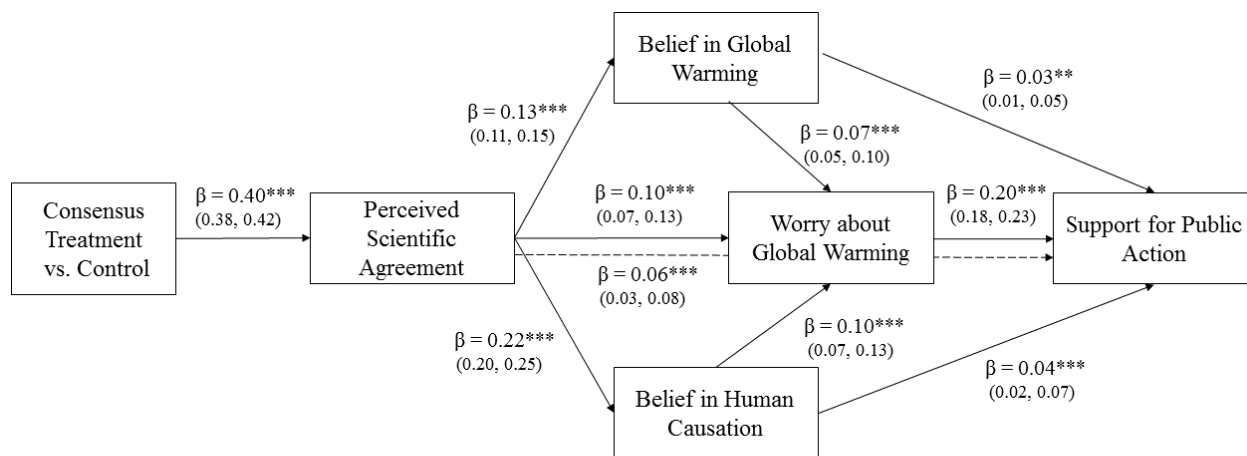 Consensus
Treatment
vs. Control
β = 0.40***
(0.38, 0.42)
Perceived
Scientific
Agreement
β = 0.13***
(0.11, 0.15)
Belief in Global
Warming
β = 0.03**
(0.01, 0.05)
β = 0.07***
(0.05, 0.10)
β = 0.10***
(0.07, 0.13)
Worry about
Global Warming
β = 0.20***
(0.18, 0.23)
Support for Public
Action
β = 0.06***
(0.03, 0.08)
β = 0.22***
(0.20, 0.25)
β = 0.10***
(0.07, 0.13)
Belief in Human
Causation
β = 0.04***
(0.02, 0.07)